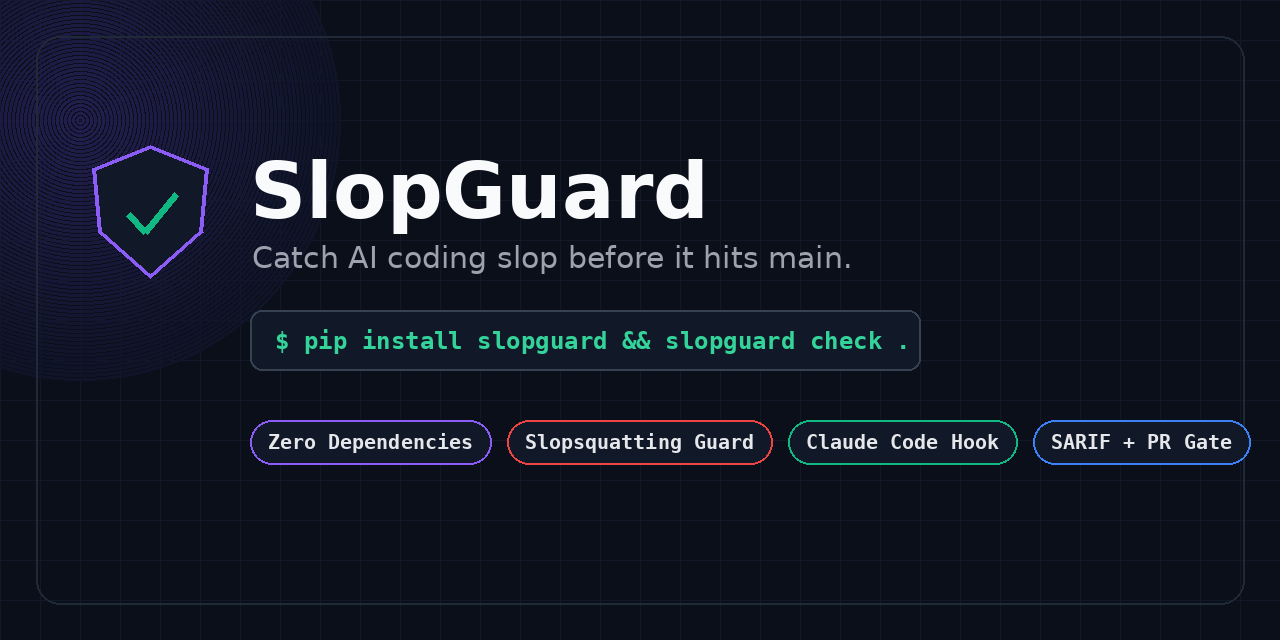 SlopGuard
Catch AI coding slop before it hits main.
$ pip install slopguard && slopguard check .
Zero Dependencies
Slopsquatting Guard
Claude Code Hook
SARIF + PR Gate